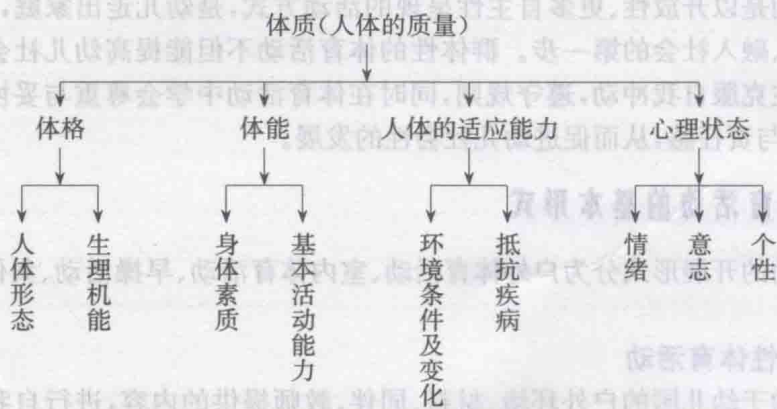 体质(人体的质量)
体格 体能 人体的适应能力 心理状态
人体形态
生理机能
身体素质
基本活动能力
环境条件及变化
抵抗疾病
情绪
意志
个性